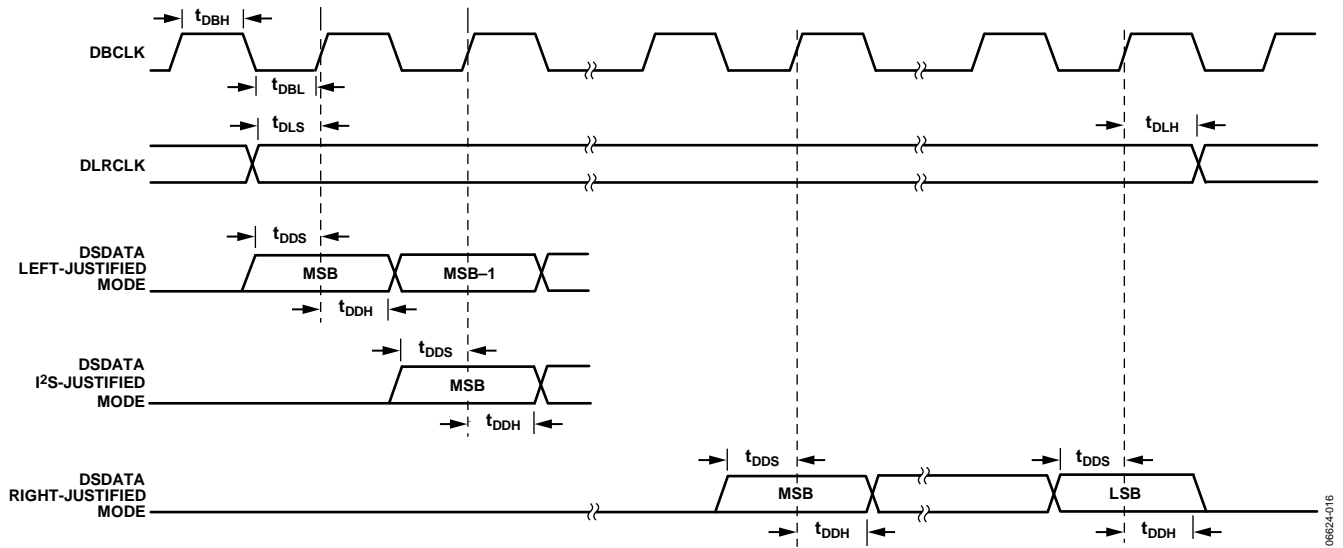 tDBH
DBCLK
tDBL
tDLS
tDLH
DLRCLK
tDDS
DSDATA
LEFT-JUSTIFIED
MODE
MSB
MSB–1
tDDH
tDDS
DSDATA
I2S-JUSTIFIED
MODE
MSB
tDDH
tDDS
tDDS
DSDATA
RIGHT-JUSTIFIED
MODE
MSB
LSB
tDDH
tDDH
06624-016